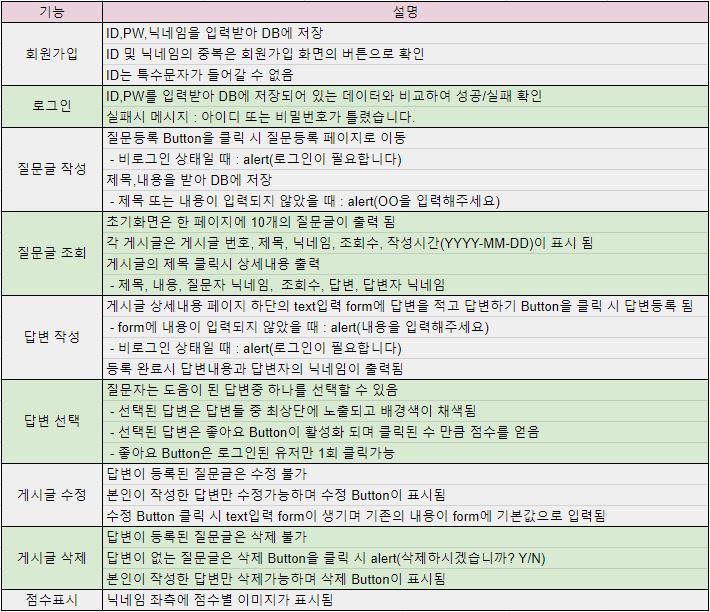 기능 설명
회원가입
ID,PW,닉네임을 입력받아 DB에 저장
ID 및 닉네임의 중복은 회원가입 화면의 버튼으로 확인
ID는 특수문자가 들어갈 수 없음
로그인
ID,PW를 입력받아 DB에 저장되어 있는 데이터와 비교하여 성공/실패 확인
실패시 메시지 : 아이디 또는 비밀번호가 틀렸습니다.
질문글 작성
질문등록 Button을 클릭 시 질문등록 페이지로 이동
- 비로그인 상태일 때 : alert(로그인이 필요합니다)
제목,내용을 받아 DB에 저장
- 제목 또는 내용이 입력되지 않았을 때 : alert(OO을 입력해주세요)
질문글 조회
초기화면은 한 페이지에 10개의 질문글이 출력 됨
각 게시글은 게시글 번호, 제목, 닉네임, 조회수, 작성시간(YYYY-MM-DD)이 표시 됨
게시글의 제목 클릭시 상세내용 출력
- 제목, 내용, 질문자 닉네임, 조회수, 답변, 답변자 닉네임
답변 작성
게시글 상세내용 페이지 하단의 text입력 form에 답변을 적고 답변하기 Button을 클릭 시 답변등록 됨
- form에 내용이 입력되지 않았을 때 : alert(내용을 입력해주세요)
- 비로그인 상태일 때 : alert(로그인이 필요합니다)
등록 완료시 답변내용과 답변자의 닉네임이 출력됨
답변 선택
질문자는 도움이 된 답변중 하나를 선택할 수 있음
- 선택된 답변은 답변들 중 최상단에 노출되고 배경색이 채색됨
- 선택된 답변은 좋아요 Button이 활성화 되며 클릭된 수 만큼 점수를 얻음
- 좋아요 Button은 로그인된 유저만 1회 클릭가능
게시글 수정
답변이 등록된 질문글은 수정 불가
본인이 작성한 답변만 수정가능하며 수정 Button이 표시됨
수정 Button 클릭 시 text입력 form이 생기며 기존의 내용이 form에 기본값으로 입력됨
게시글 삭제
답변이 등록된 질문글은 삭제 불가
답변이 없는 질문글은 삭제 Button을 클릭 시 alert(삭제하시겠습니까? Y/N)
본인이 작성한 답변만 삭제가능하며 삭제 Button이 표시됨
점수표시
닉네임 좌측에 점수별 이미지가 표시됨